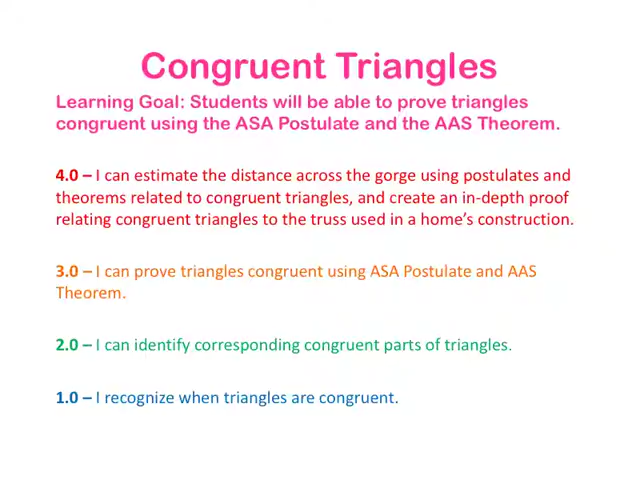 Congruent Triangles
Learning Goal: Students will be able to prove triangles
congruent using the ASA Postulate and the AAS Theorem.
4.0 – I can estimate the distance across the gorge using postulates and
theorems related to congruent triangles, and create an in-depth proof
relating congruent triangles to the truss used in a home’s construction.
3.0 – I can prove triangles congruent using ASA Postulate and AAS
Theorem.
2.0 – I can identify corresponding congruent parts of triangles.
1.0 – I recognize when triangles are congruent.